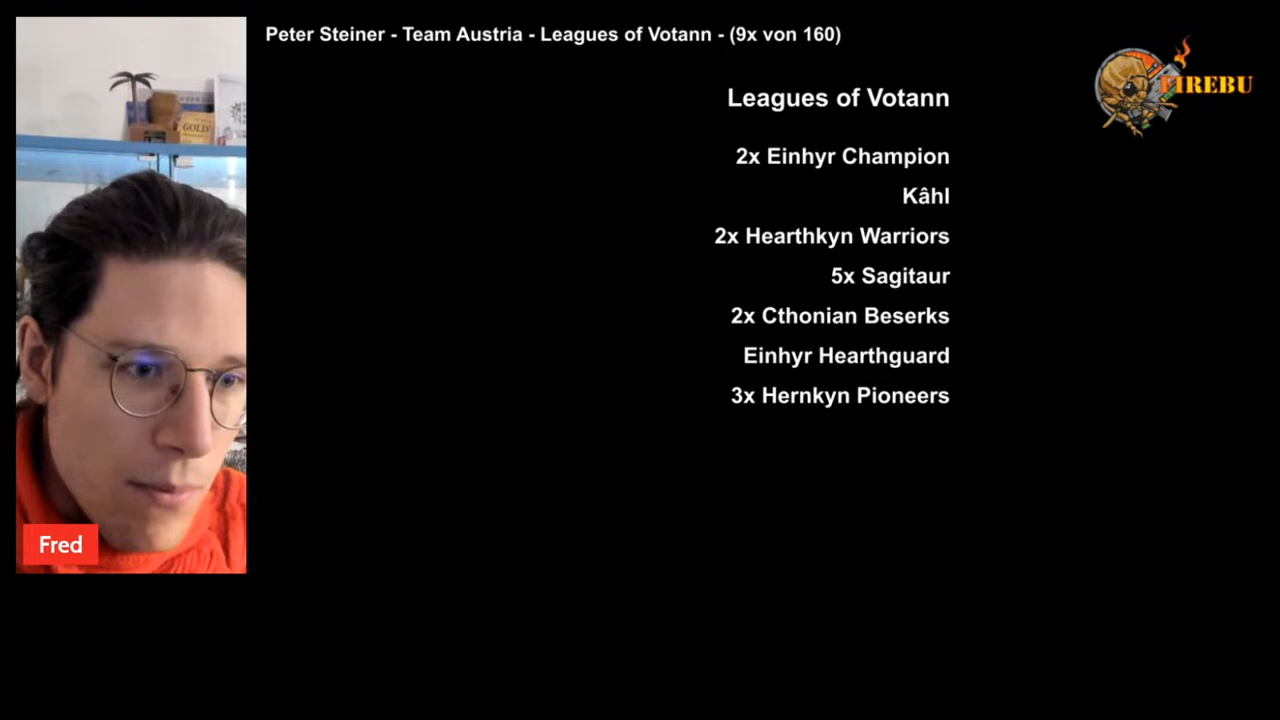 Peter Steiner - Team Austria - Leagues of Votann - (9x von 160)
FIREBU
Leagues of Votann
2x Einhyr Champion
Kâhl
2x Hearthkyn Warriors
5x Sagitaur
2x Cthonian Beserks
Einhyr Hearthguard
3x Hernkyn Pioneers
GOLF
Fred